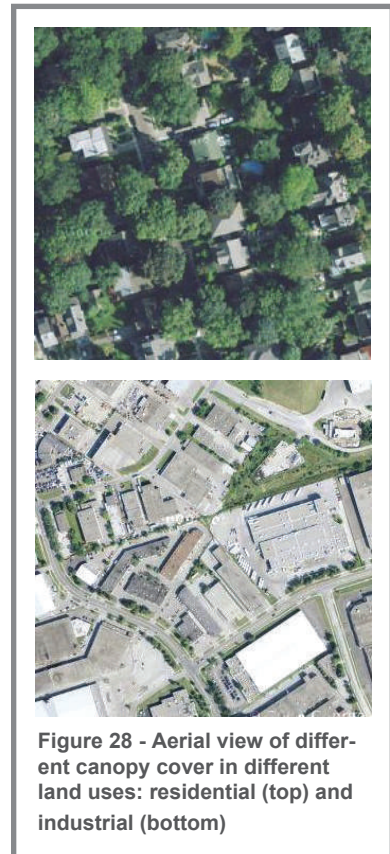 Figure 28 - Aerial view of differ-
ent canopy cover in different
land uses: residential (top) and
industrial (bottom)